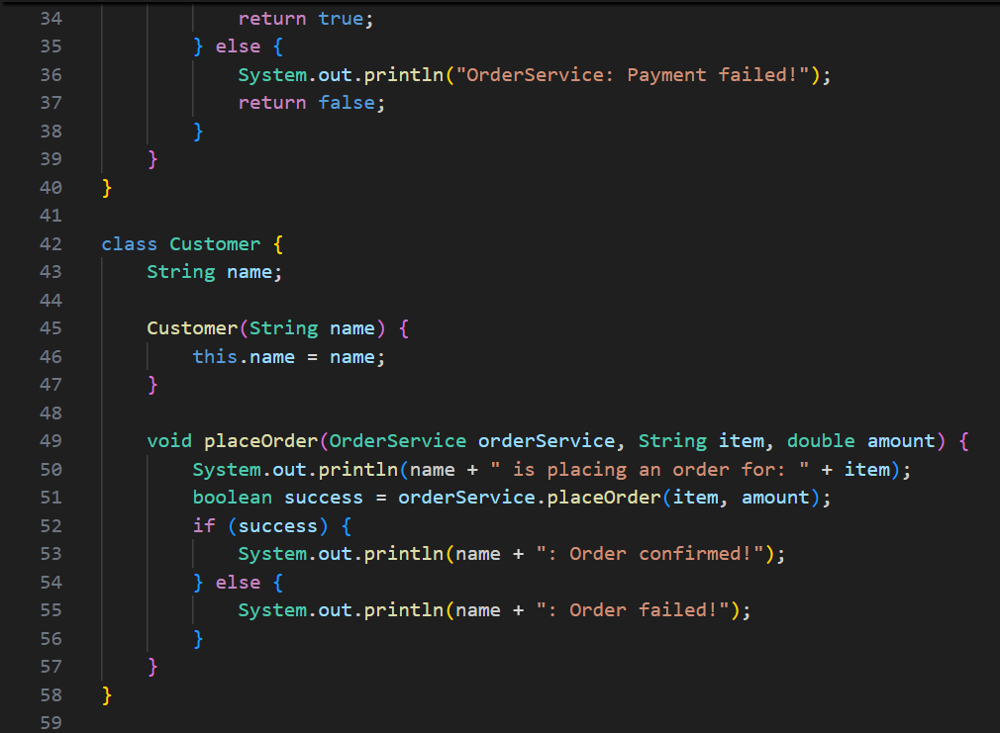 34                return true;
35            } else {
36                System.out.println("OrderService: Payment failed!");
37                return false;
38            }
39        }
40    }
41
42    class Customer {
43        String name;
44
45        Customer(String name) {
46            this.name = name;
47        }
48
49        void placeOrder(OrderService orderService, String item, double amount) {
50            System.out.println(name + " is placing an order for: " + item);
51            boolean success = orderService.placeOrder(item, amount);
52            if (success) {
53                System.out.println(name + ": Order confirmed!");
54            } else {
55                System.out.println(name + ": Order failed!");
56            }
57        }
58    }
59